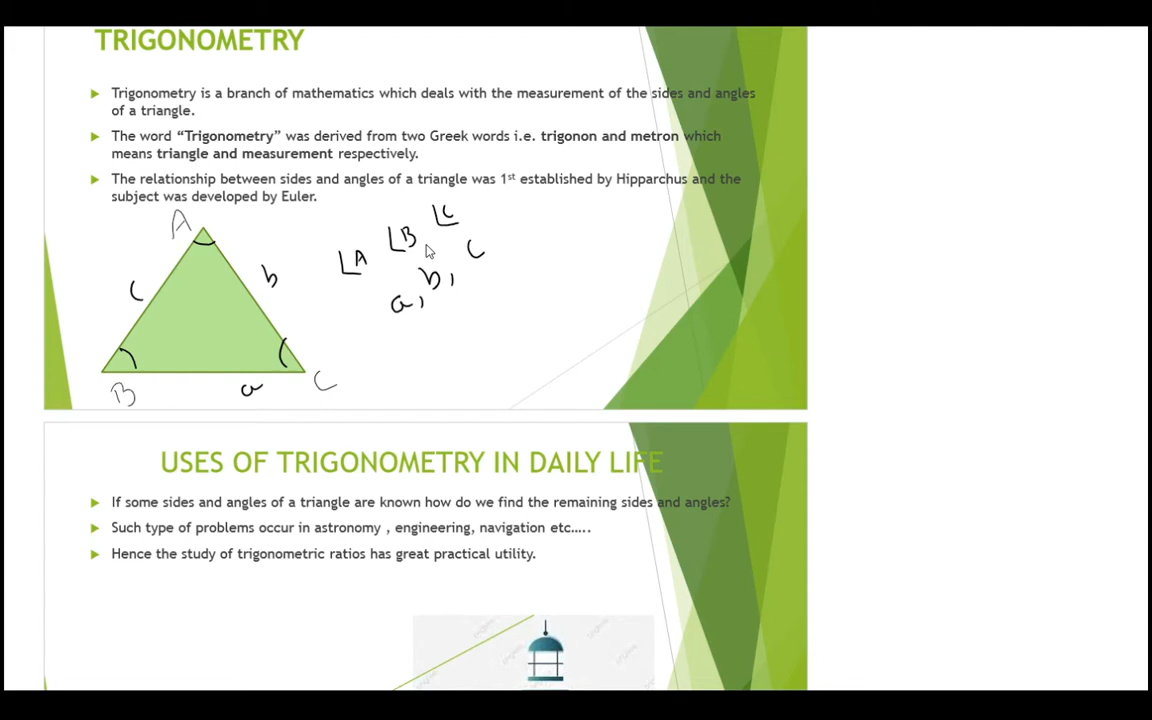 TRIGONOMETRY
Trigonometry is a branch of mathematics which deals with the measurement of the sides and angles
of a triangle.
The word “Trigonometry” was derived from two Greek words i.e. trigonon and metron which
means triangle and measurement respectively.
The relationship between sides and angles of a triangle was 1st established by Hipparchus and the
subject was developed by Euler.
A
∠A ∠B ∠C
c b
a, b, c
B a C
USES OF TRIGONOMETRY IN DAILY LIFE
If some sides and angles of a triangle are known how do we find the remaining sides and angles?
Such type of problems occur in astronomy , engineering, navigation etc…..
Hence the study of trigonometric ratios has great practical utility.